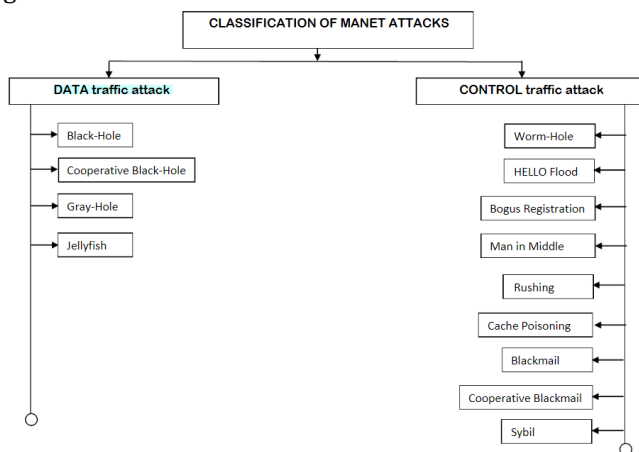 CLASSIFICATION OF MANET ATTACKS
DATA traffic attack
Black-Hole
Cooperative Black-Hole
Gray-Hole
Jellyfish
CONTROL traffic attack
Worm-Hole
HELLO Flood
Bogus Registration
Man in Middle
Rushing
Cache Poisoning
Blackmail
Cooperative Blackmail
Sybil